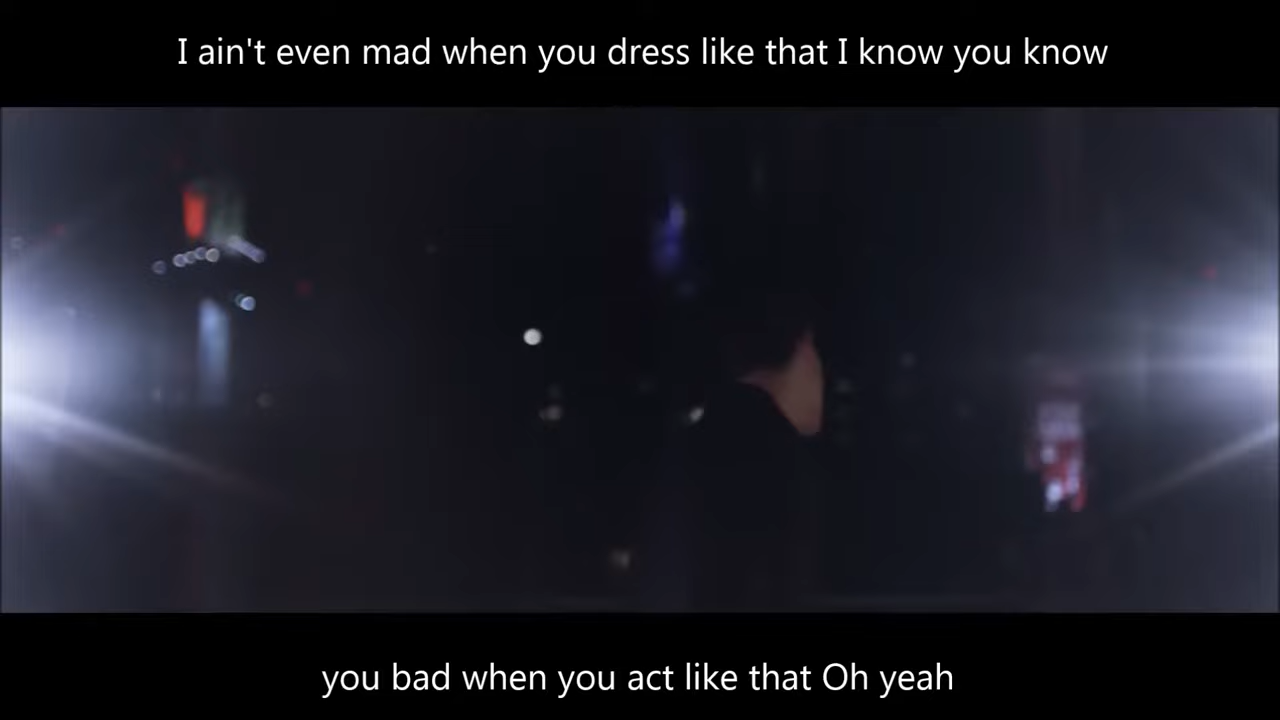 I ain't even mad when you dress like that I know you know
you bad when you act like that Oh yeah